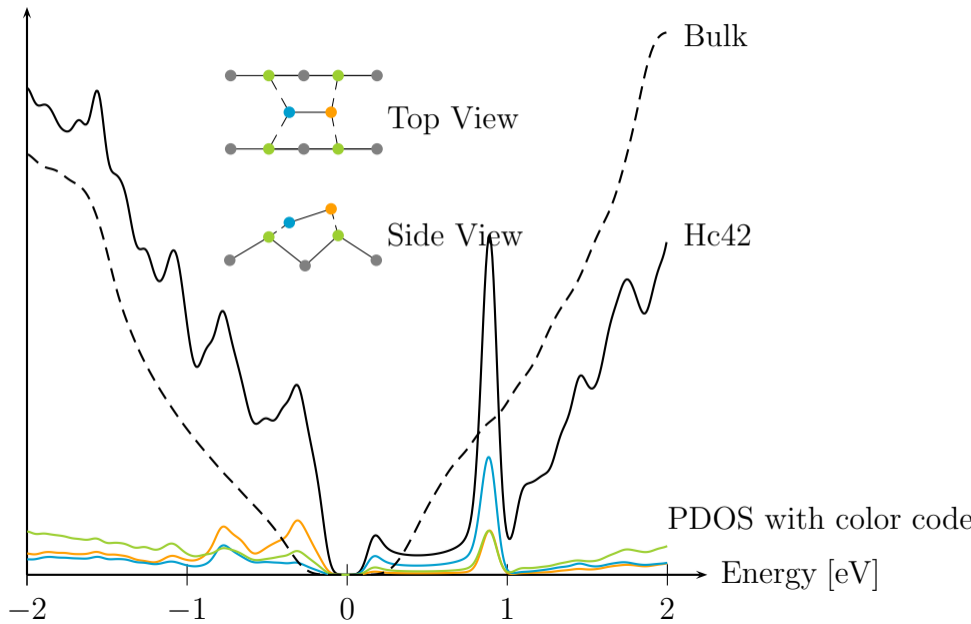 Bulk
Top View
Side View
Hc42
PDOS with color code
Energy [eV]
−2
−1
0
1
2